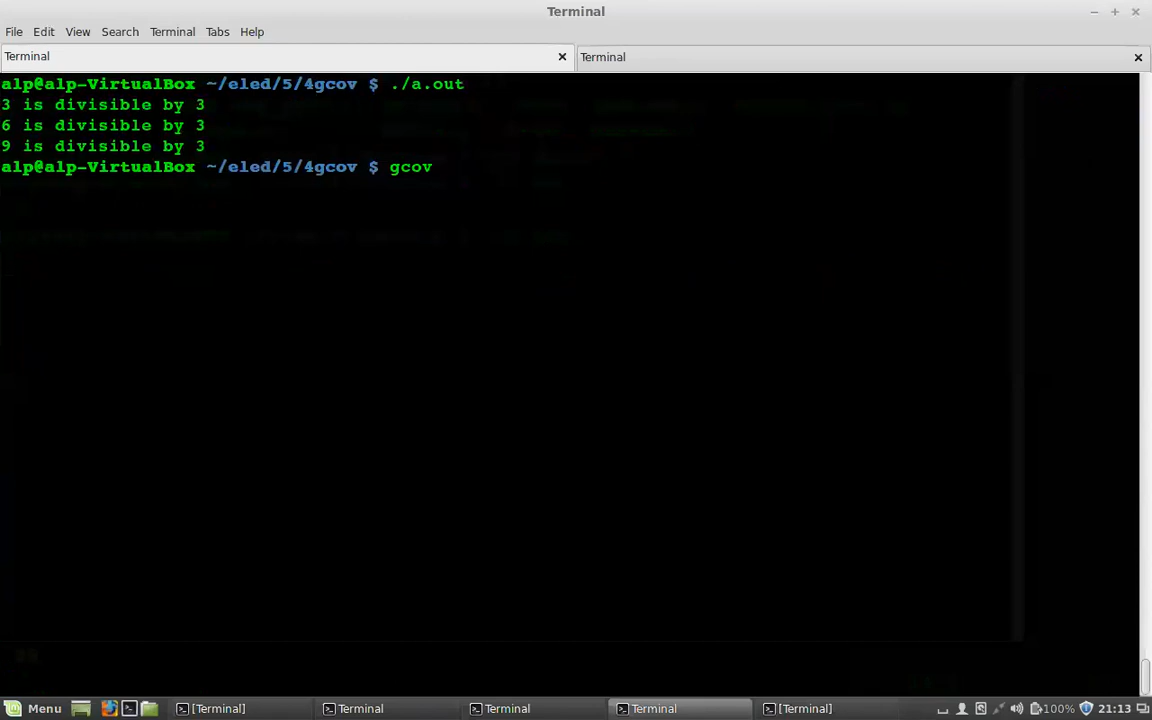 Terminal
File Edit View Search Terminal Tabs Help
Terminal Terminal
alp@alp-VirtualBox ~/eled/5/4gcov $ ./a.out
3 is divisible by 3
6 is divisible by 3
9 is divisible by 3
alp@alp-VirtualBox ~/eled/5/4gcov $ gcov
Menu [Terminal] Terminal Terminal Terminal [Terminal] 100% 21:13